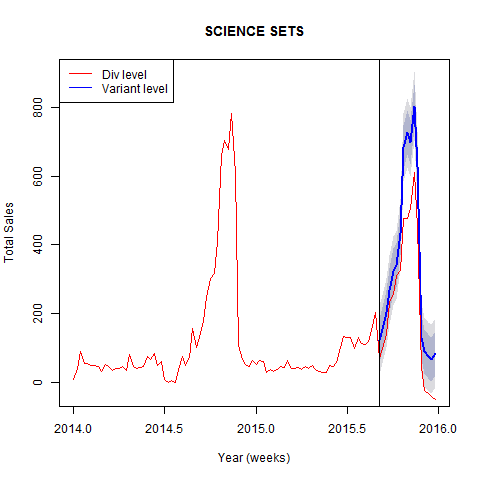 SCIENCE SETS
Div level
Variant level
Total Sales
800
600
400
200
0
2014.0 2014.5 2015.0 2015.5 2016.0
Year (weeks)